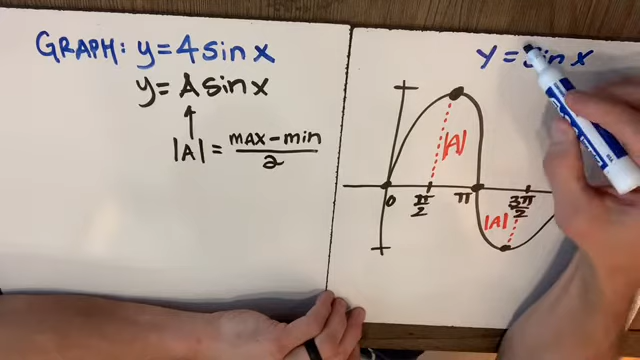 GRAPH: y = 4 sin x
y = A sin x
|A| = max - min / 2
y = sin x
|A|
|A|
0 π/2 π 3π/2